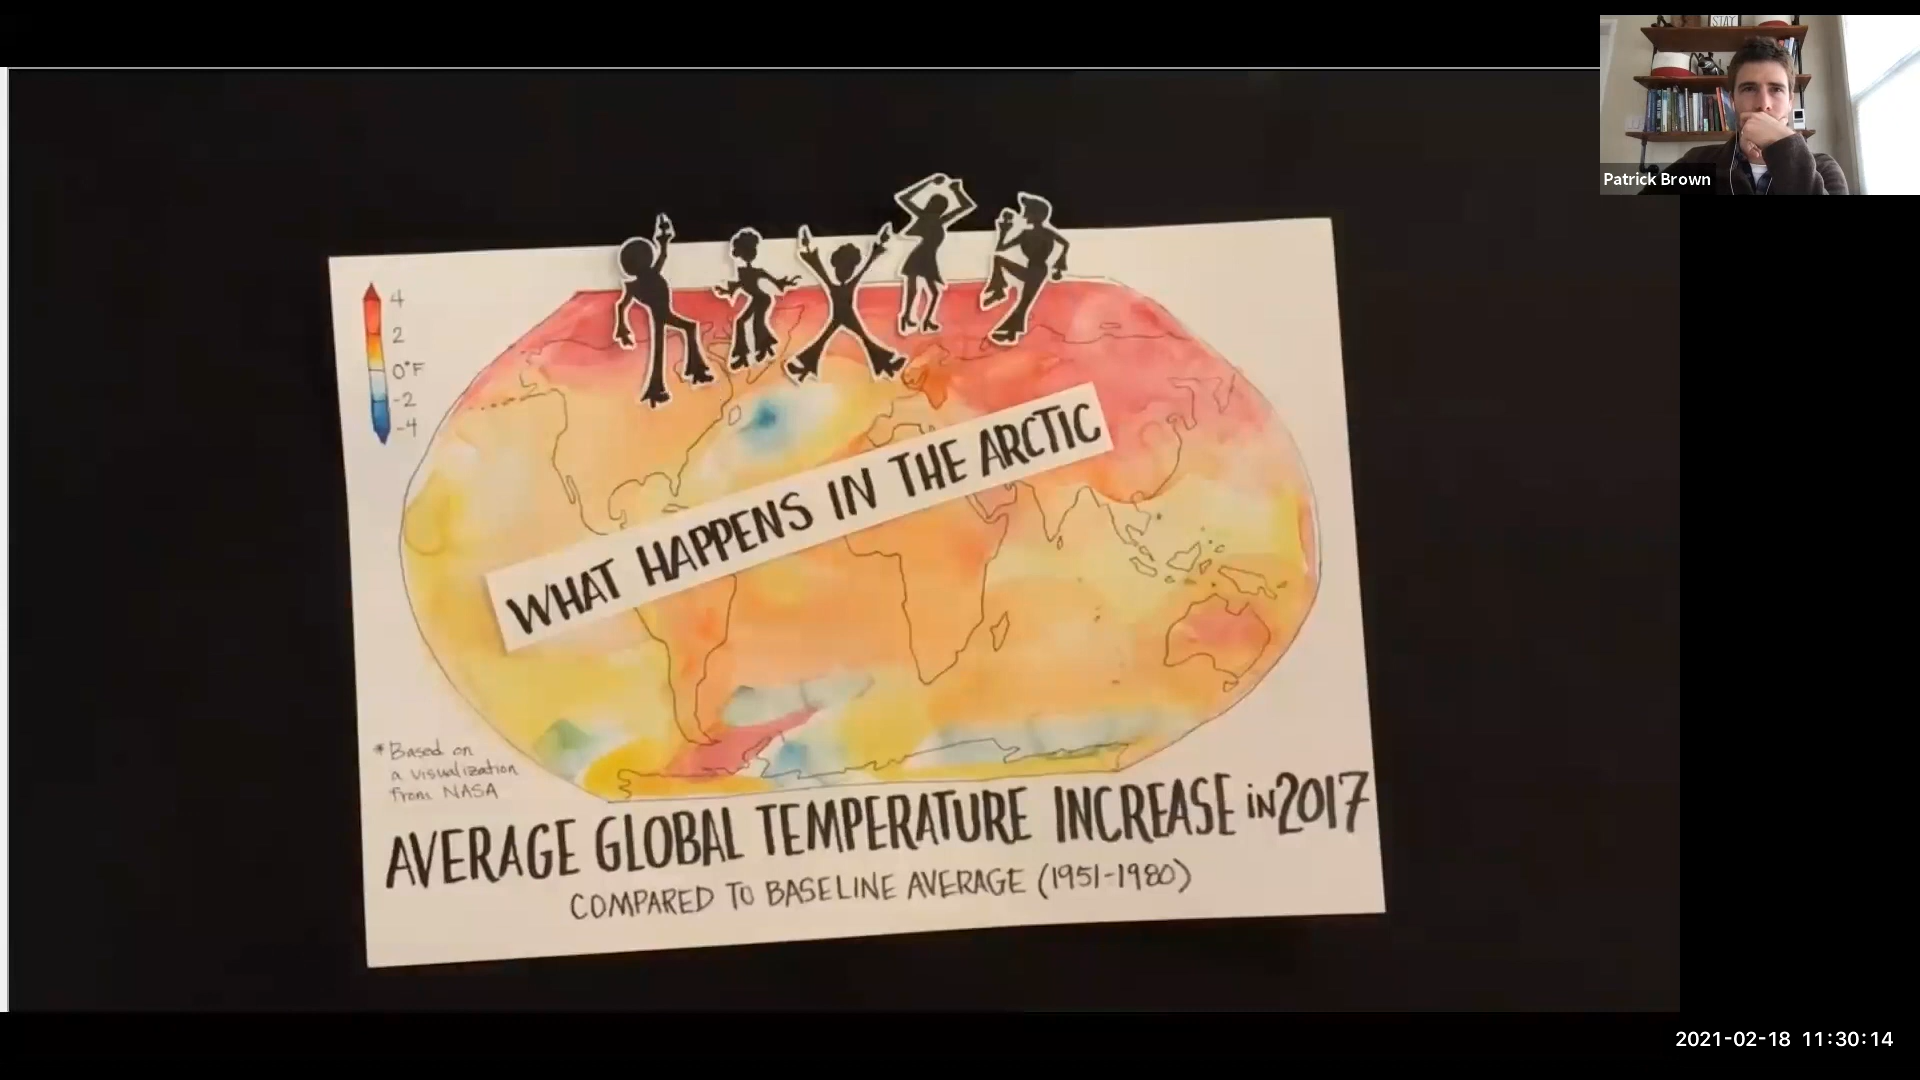 STAY
Patrick Brown
4
2
0°F
-2
-4
WHAT HAPPENS IN THE ARCTIC
*Based on
a visualization
from NASA
AVERAGE GLOBAL TEMPERATURE INCREASE in 2017
COMPARED TO BASELINE AVERAGE (1951-1980)
2021-02-18 11:30:14